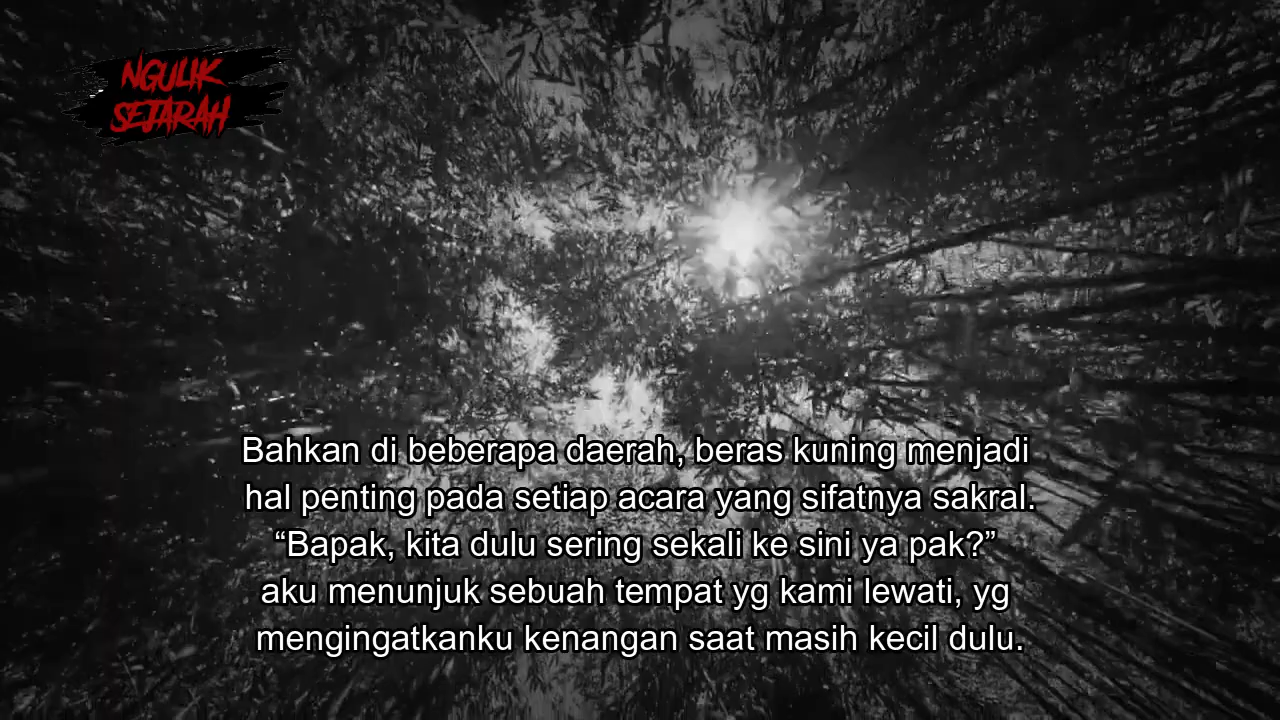 NGULIK
SEJARAH
Bahkan di beberapa daerah, beras kuning menjadi
hal penting pada setiap acara yang sifatnya sakral.
“Bapak, kita dulu sering sekali ke sini ya pak?”
aku menunjuk sebuah tempat yg kami lewati, yg
mengingatkanku kenangan saat masih kecil dulu.